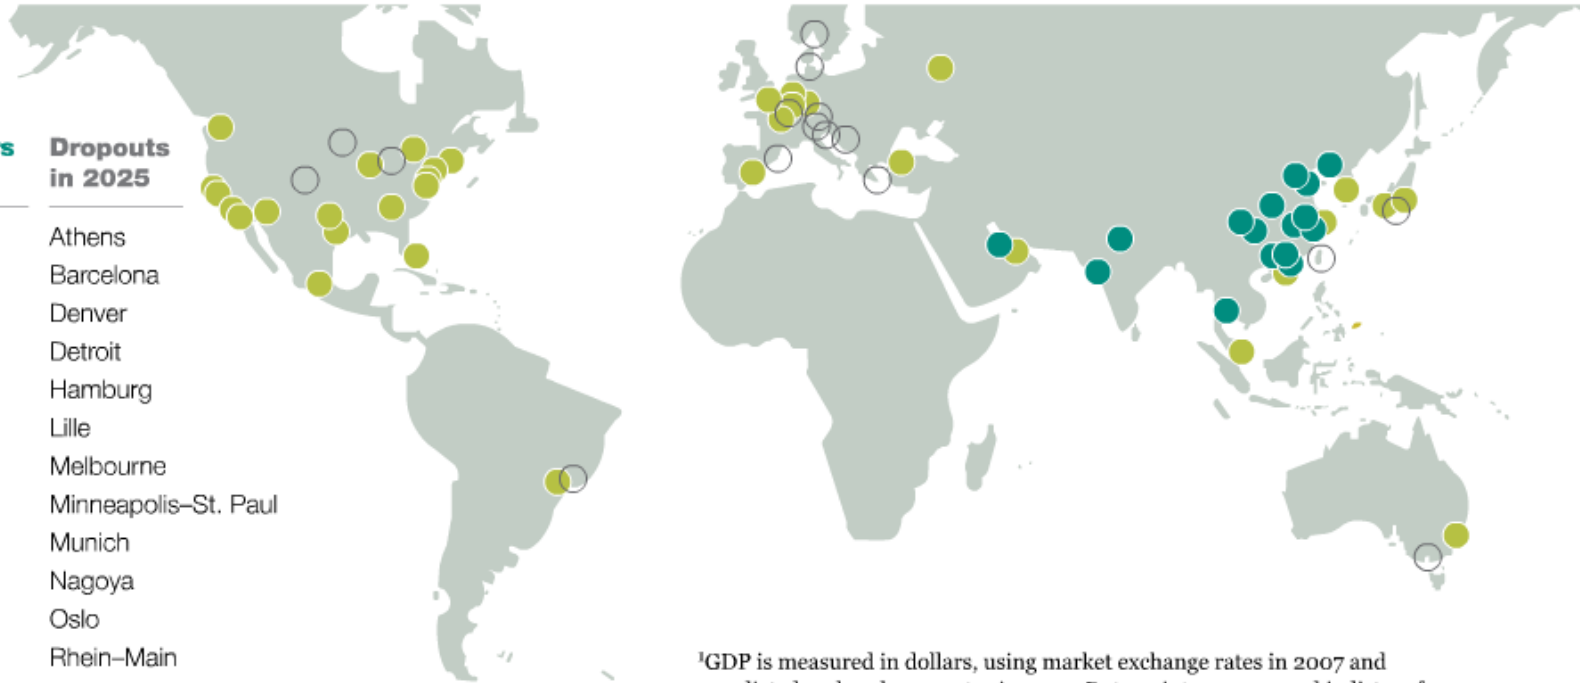 s
Dropouts
in 2025
Athens
Barcelona
Denver
Detroit
Hamburg
Lille
Melbourne
Minneapolis–St. Paul
Munich
Nagoya
Oslo
Rhein–Main
¹GDP is measured in dollars, using market exchange rates in 2007 and